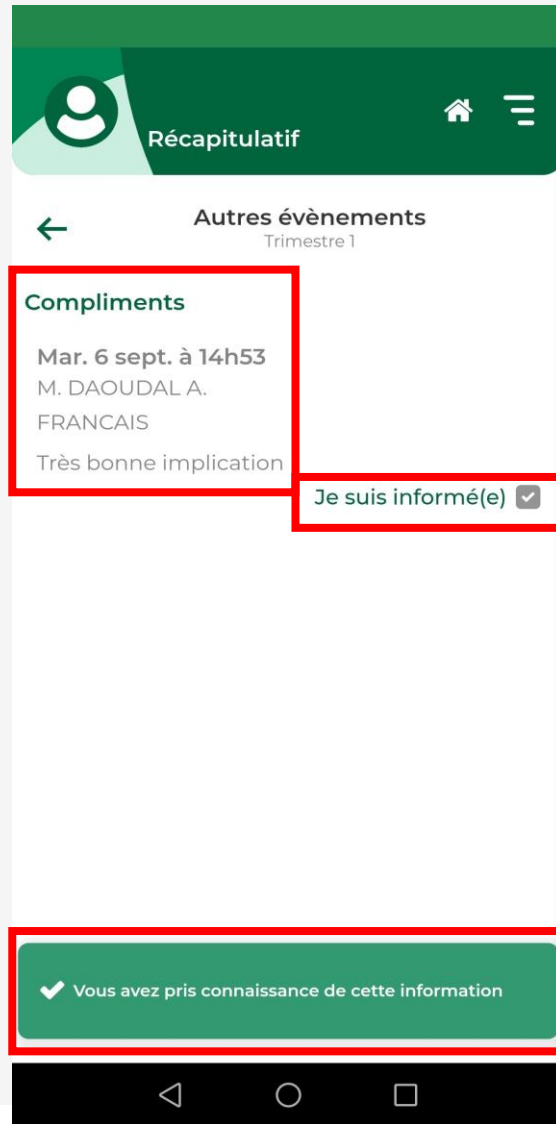 Récapitulatif
Autres évènements
Trimestre 1
Compliments
Mar. 6 sept. à 14h53
M. DAOUDAL A.
FRANCAIS
Très bonne implication
Je suis informé(e)
Vous avez pris connaissance de cette information